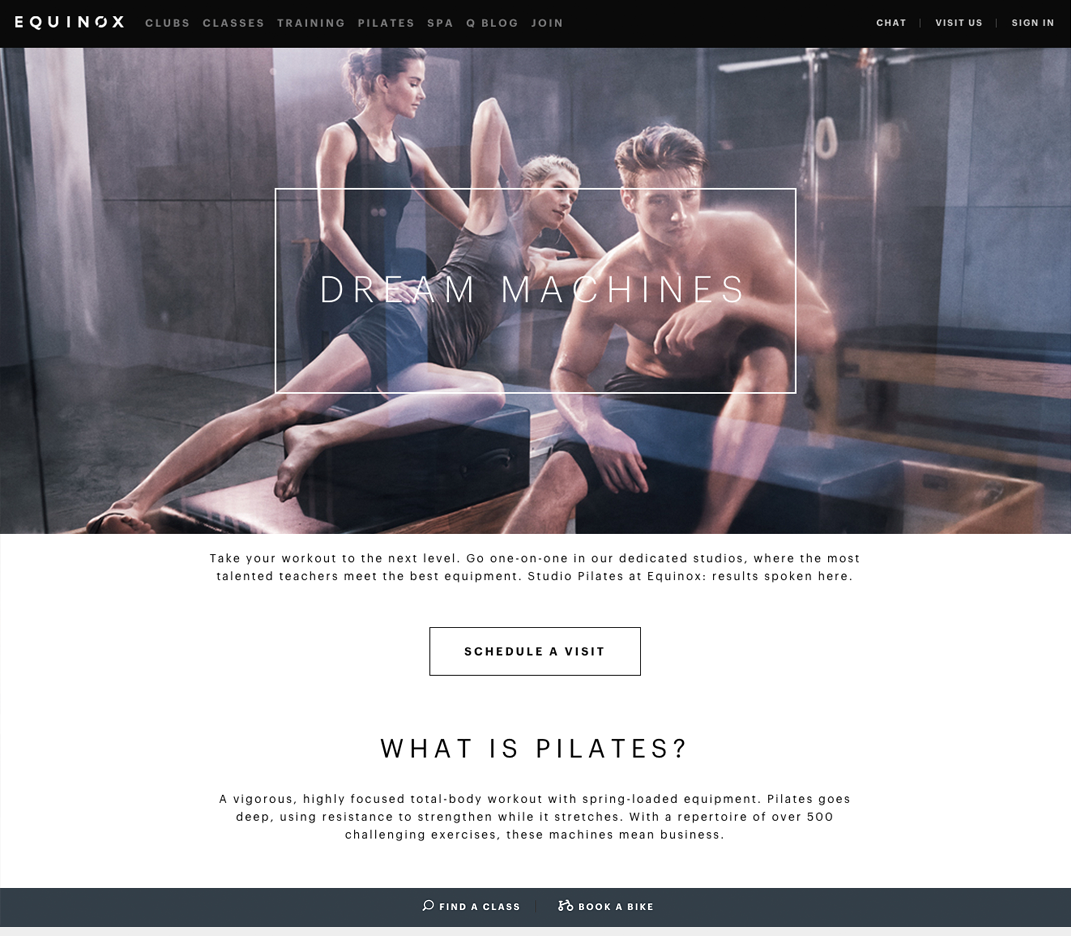 EQUINOX CLUBS CLASSES TRAINING PILATES SPA Q BLOG JOIN CHAT VISIT US SIGN IN
DREAM MACHINES
Take your workout to the next level. Go one-on-one in our dedicated studios, where the most
talented teachers meet the best equipment. Studio Pilates at Equinox: results spoken here.
SCHEDULE A VISIT
WHAT IS PILATES?
A vigorous, highly focused total-body workout with spring-loaded equipment. Pilates goes
deep, using resistance to strengthen while it stretches. With a repertoire of over 500
challenging exercises, these machines mean business.
FIND A CLASS BOOK A BIKE